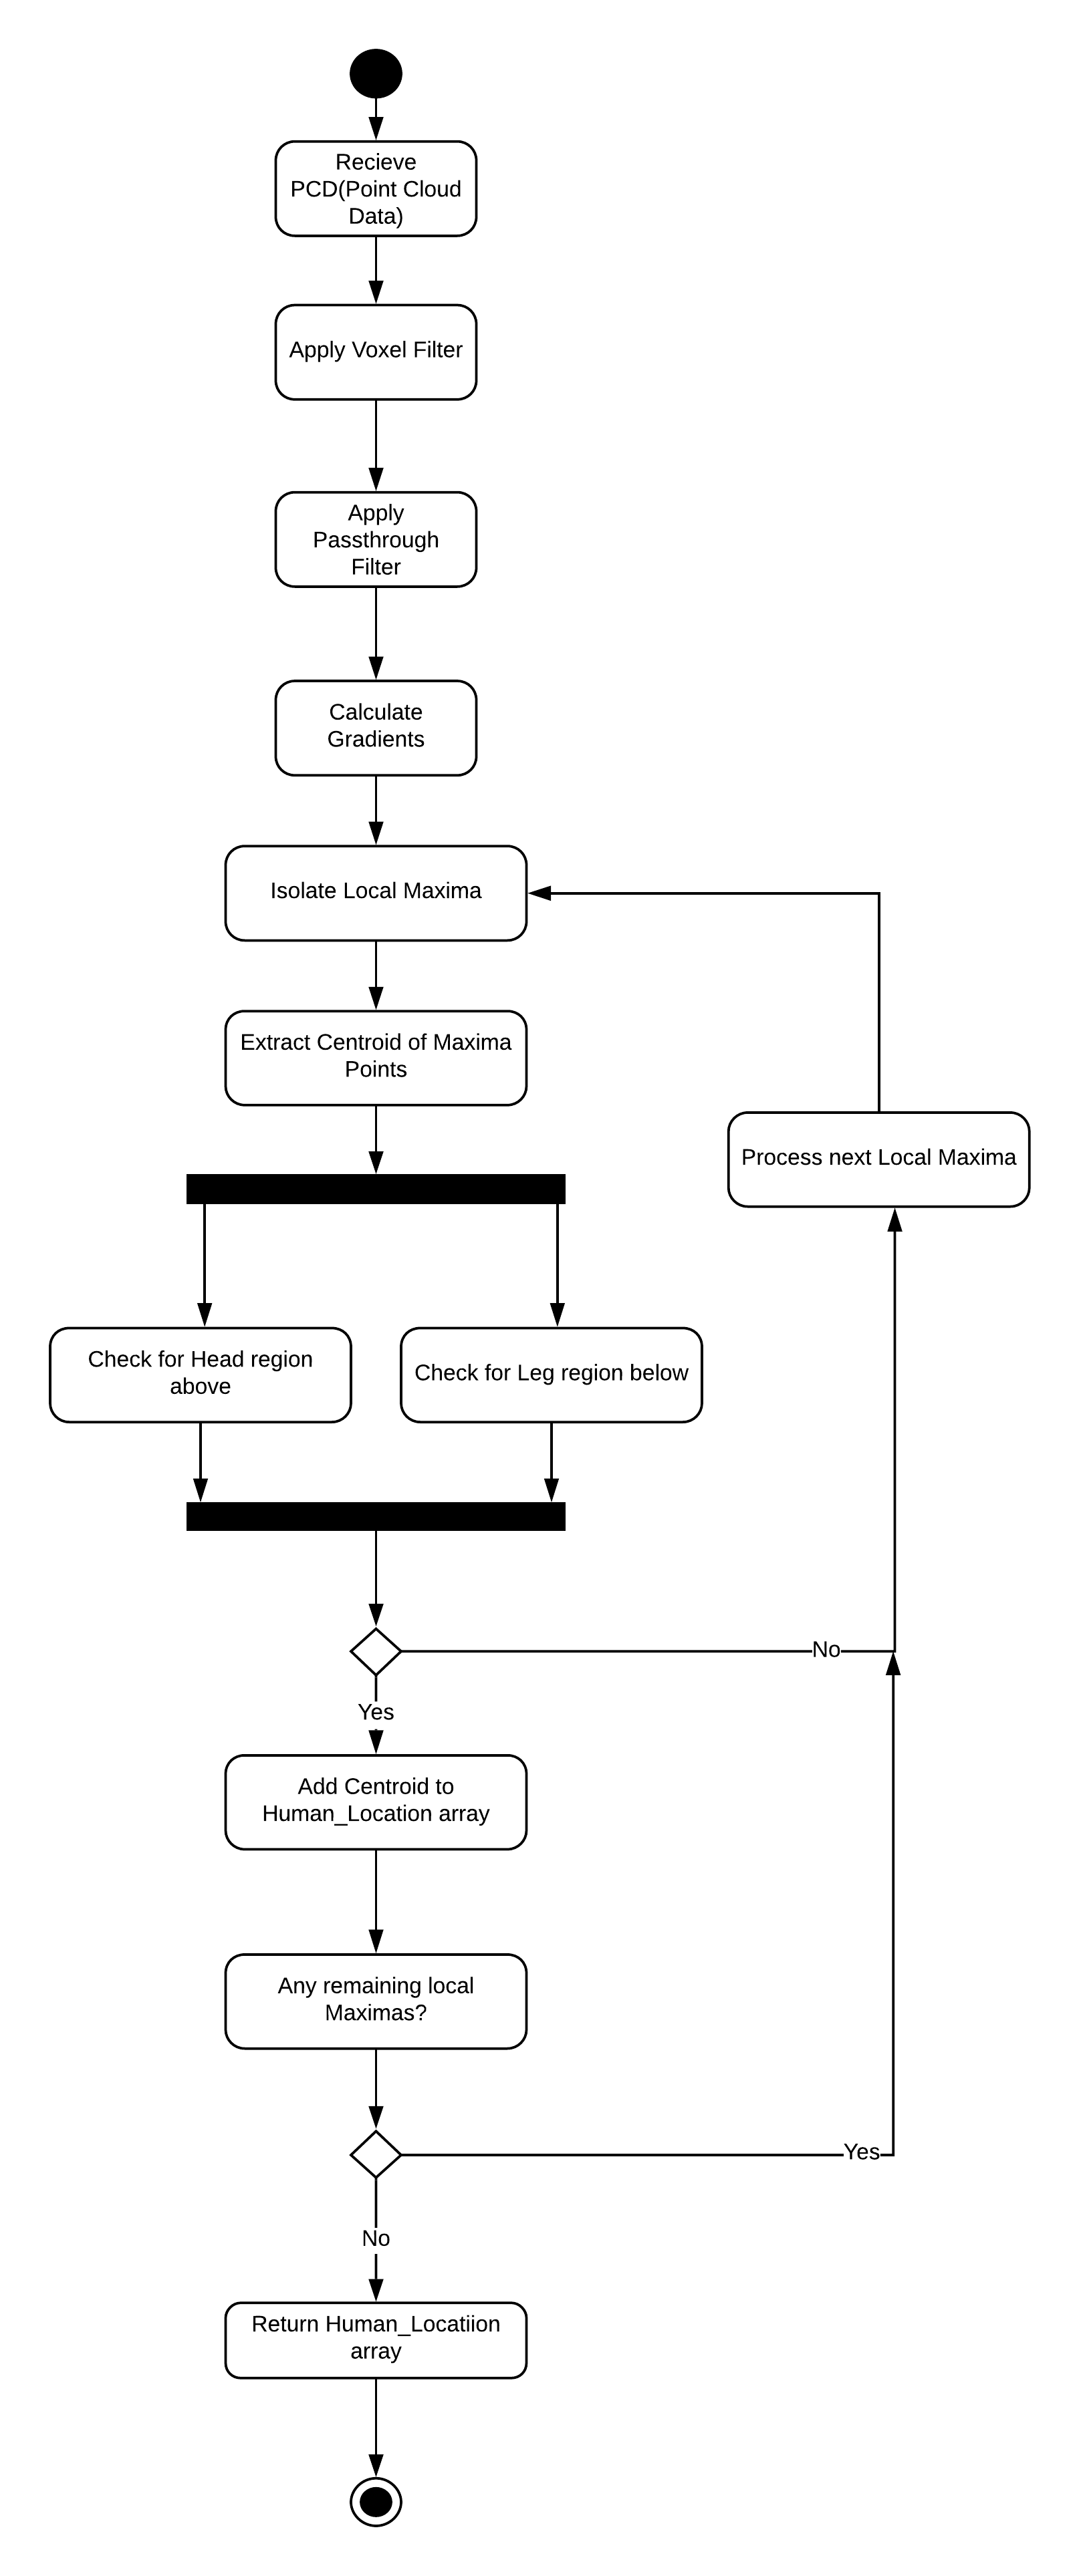 Recieve
PCD(Point Cloud
Data)
Apply Voxel Filter
Apply
Passthrough
Filter
Calculate
Gradients
Isolate Local Maxima
Extract Centroid of Maxima
Points
Process next Local Maxima
Check for Head region
above
Check for Leg region below
No
Yes
Add Centroid to
Human_Location array
Any remaining local
Maximas?
Yes
No
Return Human_Locatiion
array